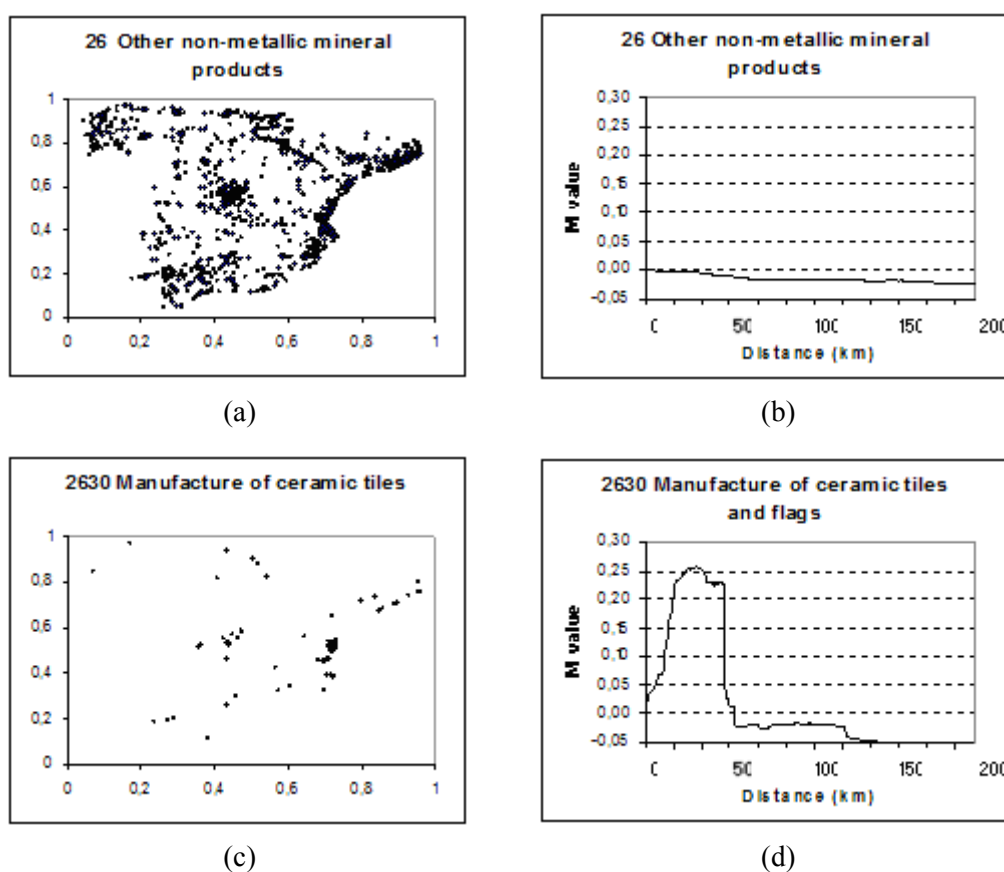 26 Other non-metallic mineral
products
1
0,8
0,6
0,4
0,2
0
0 0,2 0,4 0,6 0,8 1
(a)
26 Other non-metallic mineral
products
M value
0,30
0,25
0,20
0,15
0,10
0,05
0,00
-0,05
0 50 100 150 200
Distance (km)
(b)
2630 Manufacture of ceramic tiles
1
0,8
0,6
0,4
0,2
0
0 0,2 0,4 0,6 0,8 1
(c)
2630 Manufacture of ceramic tiles
and flags
M value
0,30
0,25
0,20
0,15
0,10
0,05
0,00
-0,05
0 50 100 150 200
Distance (km)
(d)